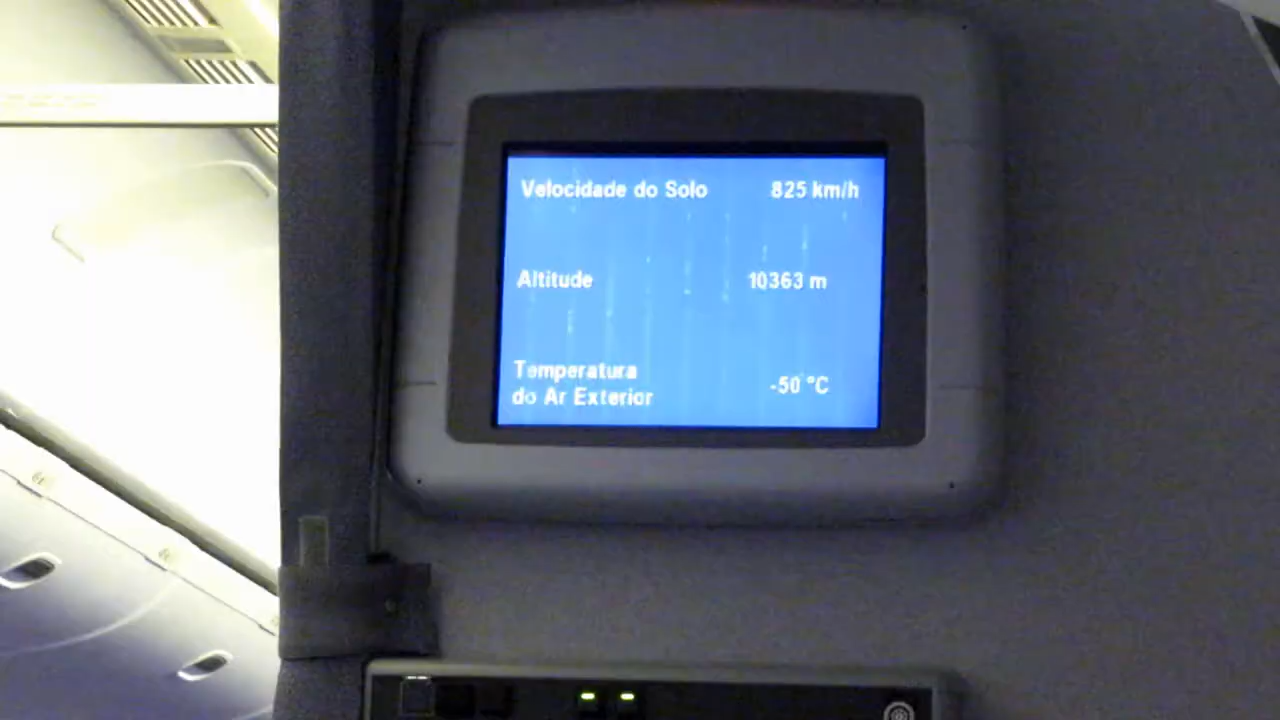 Velocidade do Solo 825 km/h
Altitude 10363 m
Temperatura
do Ar Exterior -50 °C